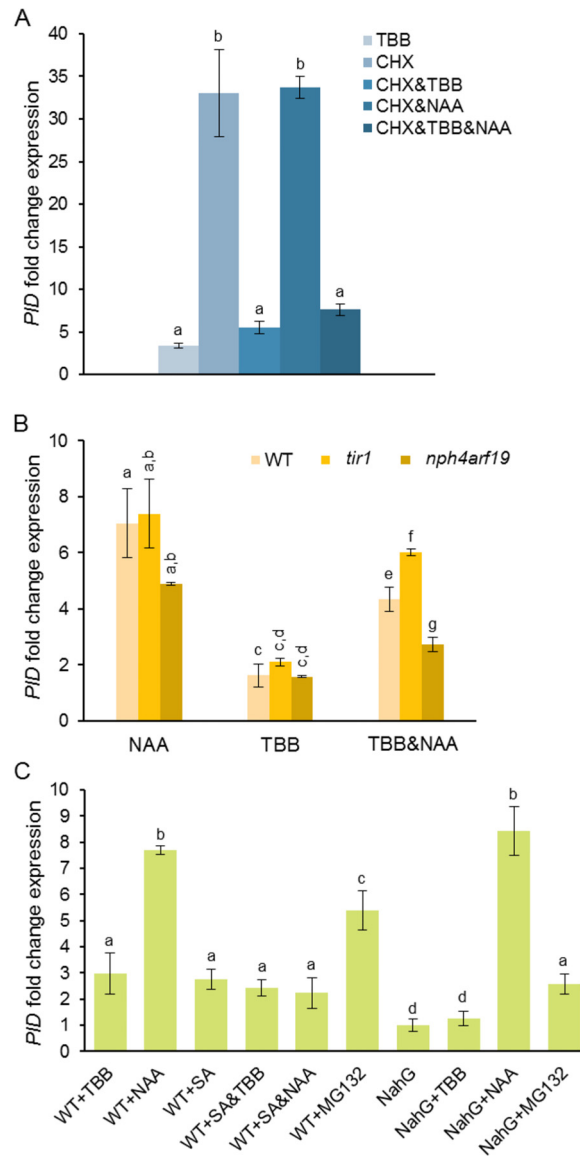 A
PID fold change expression
40
35
30
25
20
15
10
5
0
a
b
a
b
a
TBB
CHX
CHX&TBB
CHX&NAA
CHX&TBB&NAA
B
PID fold change expression
10
8
6
4
2
0
WT
tir1
nph4arf19
a
a,b
a,b
c
c,d
c,d
e
f
g
NAA
TBB
TBB&NAA
C
PID fold change expression
10
9
8
7
6
5
4
3
2
1
0
a
b
a
a
a
c
d
d
b
a
WT+TBB
WT+NAA
WT+SA
WT+SA&TBB
WT+SA&NAA
WT+MG132
NahG
NahG+TBB
NahG+NAA
NahG+MG132